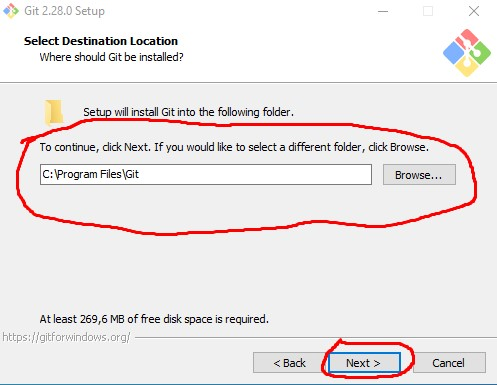 Git 2.28.0 Setup
Select Destination Location
Where should Git be installed?
Setup will install Git into the following folder.
To continue, click Next. If you would like to select a different folder, click Browse.
C:\Program Files\Git
Browse...
At least 269,6 MB of free disk space is required.
https://gitforwindows.org/
< Back
Next >
Cancel